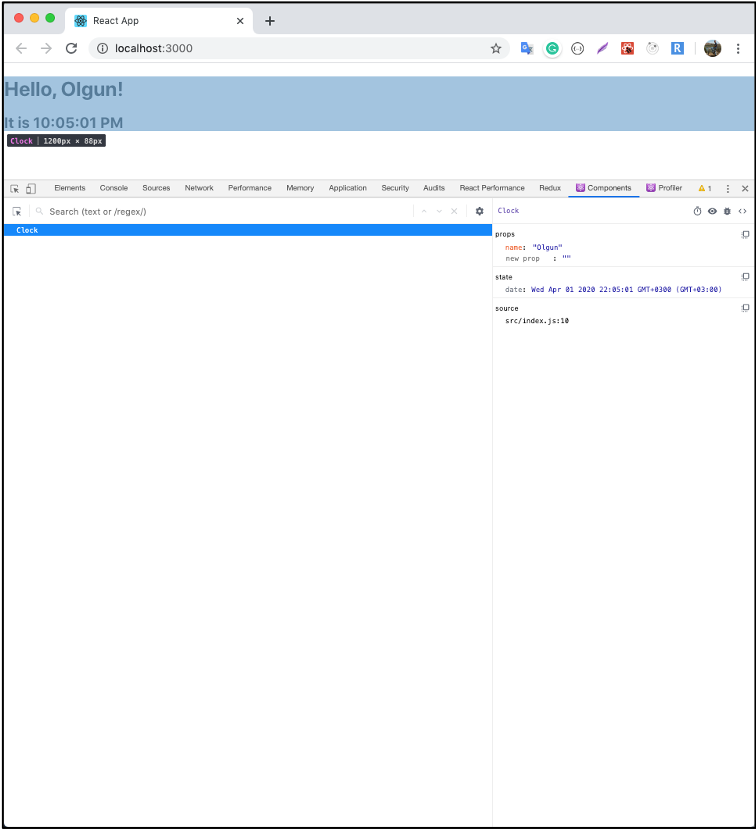 React App
localhost:3000
Hello, Olgun!
It is 10:05:01 PM
Clock | 1200px × 88px
Elements Console Sources Network Performance Memory Application Security Audits React Performance Redux Components Profiler 1
Search (text or /regex/)
Clock
Clock
props
name: "Olgun"
new prop : ""
state
date: Wed Apr 01 2020 22:05:01 GMT+0300 (GMT+03:00)
source
src/index.js:10